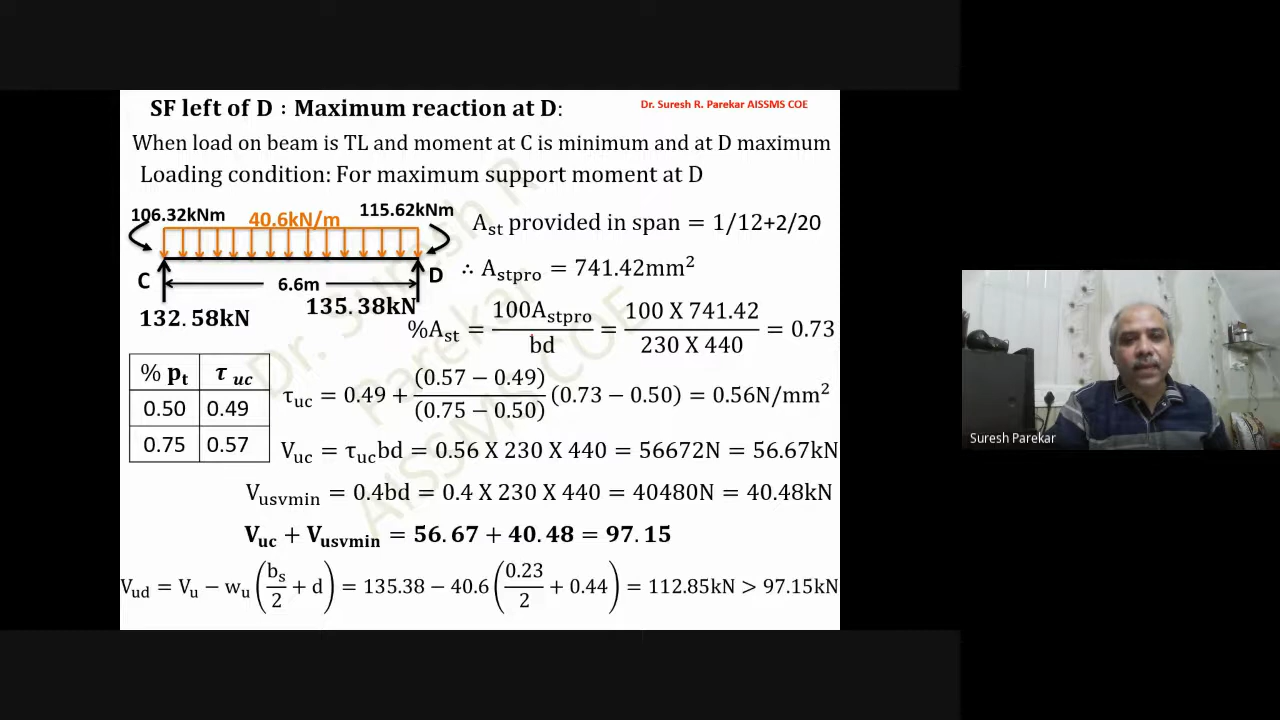 SF left of D : Maximum reaction at D:
Dr. Suresh R. Parekar AISSMS COE
When load on beam is TL and moment at C is minimum and at D maximum
Loading condition: For maximum support moment at D
106.32kNm 40.6kN/m 115.62kNm
C D
6.6m
132.58kN 135.38kN
A_st provided in span = 1/12+2/20
∴ A_stpro = 741.42mm²
%A_st = 100A_stpro / bd = 100 X 741.42 / 230 X 440 = 0.73
% p_t τ_uc
0.50 0.49
0.75 0.57
τ_uc = 0.49 + (0.57 − 0.49) / (0.75 − 0.50) (0.73 − 0.50) = 0.56N/mm²
V_uc = τ_uc bd = 0.56 X 230 X 440 = 56672N = 56.67kN
V_usvmin = 0.4bd = 0.4 X 230 X 440 = 40480N = 40.48kN
V_uc + V_usvmin = 56.67 + 40.48 = 97.15
V_ud = V_u − w_u (b_s/2 + d) = 135.38 − 40.6 (0.23/2 + 0.44) = 112.85kN > 97.15kN
Dr. Suresh R
Parekar
AISSMS COE
Suresh Parekar